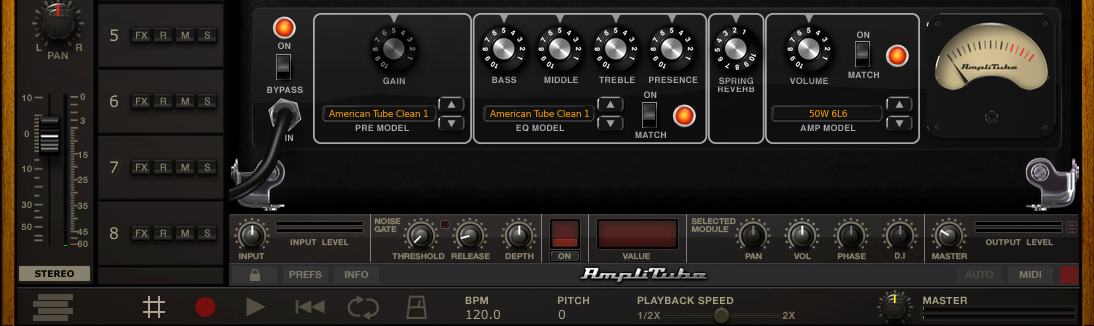 L R
PAN
10
0
10
30
50
0
3
15
25
35
45
60
STEREO
5 FX R M S
6 FX R M S
7 FX R M S
8 FX R M S
ON
BYPASS
IN
GAIN
American Tube Clean 1
PRE MODEL
BASS MIDDLE TREBLE PRESENCE
American Tube Clean 1
EQ MODEL
ON
MATCH
SPRING
REVERB
VOLUME
ON
MATCH
50W 6L6
AMP MODEL
AmpliTube
INPUT
INPUT LEVEL
NOISE
GATE
THRESHOLD RELEASE DEPTH
ON
VALUE
SELECTED
MODULE
PAN VOL PHASE D.I
MASTER
OUTPUT LEVEL
PREFS INFO
AmpliTube
AUTO MIDI
BPM
120.0
PITCH
0
PLAYBACK SPEED
1/2X 2X
MASTER